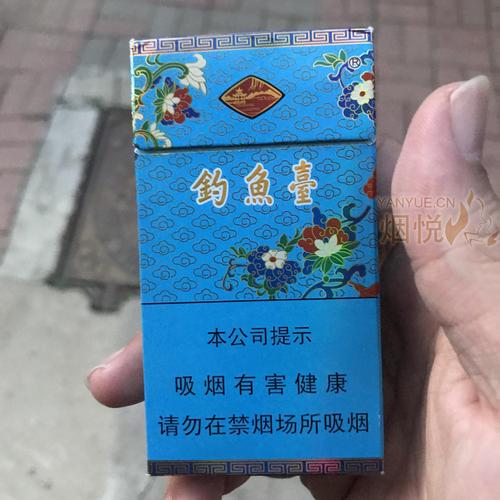 ®
釣魚臺
YANYUE.CN
烟悦
本公司提示
吸烟有害健康
请勿在禁烟场所吸烟